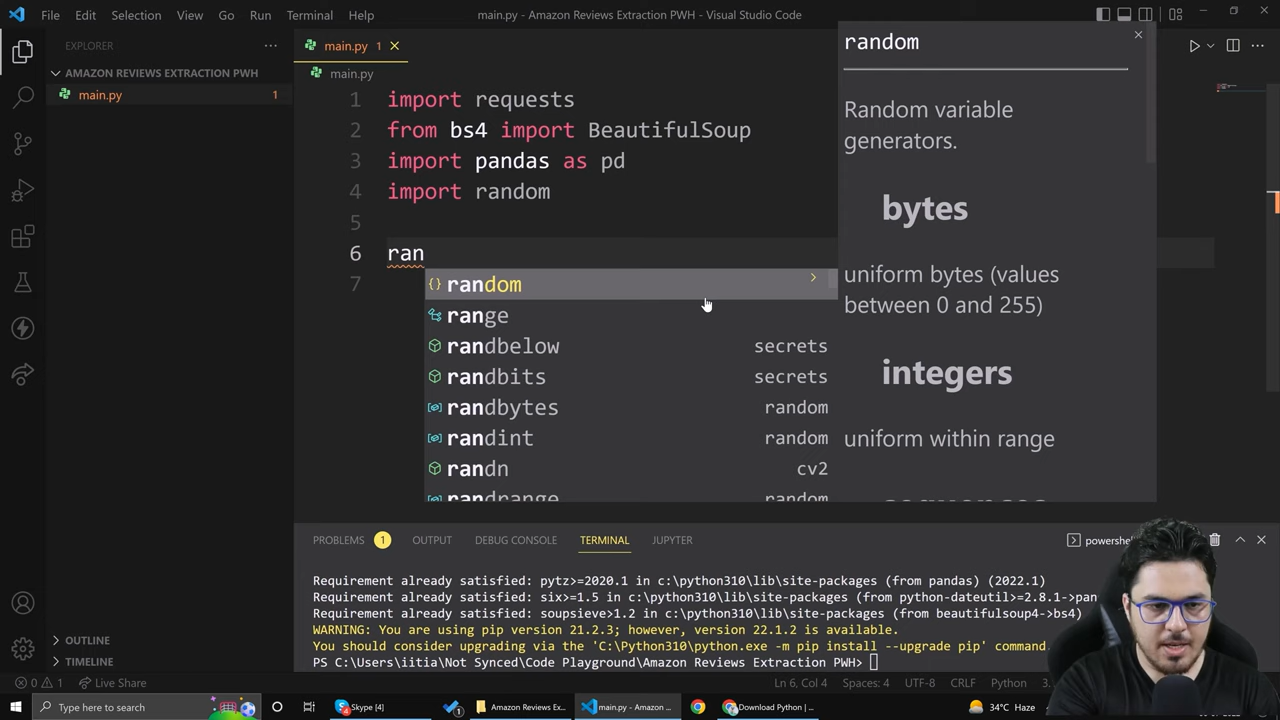 File Edit Selection View Go Run Terminal Help
main.py - Amazon Reviews Extraction PWH - Visual Studio Code
EXPLORER
AMAZON REVIEWS EXTRACTION PWH
main.py 1
OUTLINE
TIMELINE
main.py 1
main.py
1 import requests
2 from bs4 import BeautifulSoup
3 import pandas as pd
4 import random
5
6 ran
7
random
range
randbelow secrets
randbits secrets
randbytes random
randint random
randn cv2
randrange random
random
Random variable
generators.
bytes
uniform bytes (values
between 0 and 255)
integers
uniform within range
sequences
PROBLEMS 1 OUTPUT DEBUG CONSOLE TERMINAL JUPYTER
Requirement already satisfied: pytz>=2020.1 in c:\python310\lib\site-packages (from pandas) (2022.1)
Requirement already satisfied: six>=1.5 in c:\python310\lib\site-packages (from python-dateutil>=2.8.1->pan
Requirement already satisfied: soupsieve>1.2 in c:\python310\lib\site-packages (from beautifulsoup4->bs4)
WARNING: You are using pip version 21.2.3; however, version 22.1.2 is available.
You should consider upgrading via the 'C:\Python310\python.exe -m pip install --upgrade pip' command.
PS C:\Users\iitia\Not Synced\Code Playground\Amazon Reviews Extraction PWH>
0 1 Live Share
Ln 6, Col 4 Spaces: 4 UTF-8 CRLF Python 3.
Type here to search
Skype [4]
1
Amazon Reviews Ex...
main.py - Amazon ...
Download Python | ...
34°C Haze